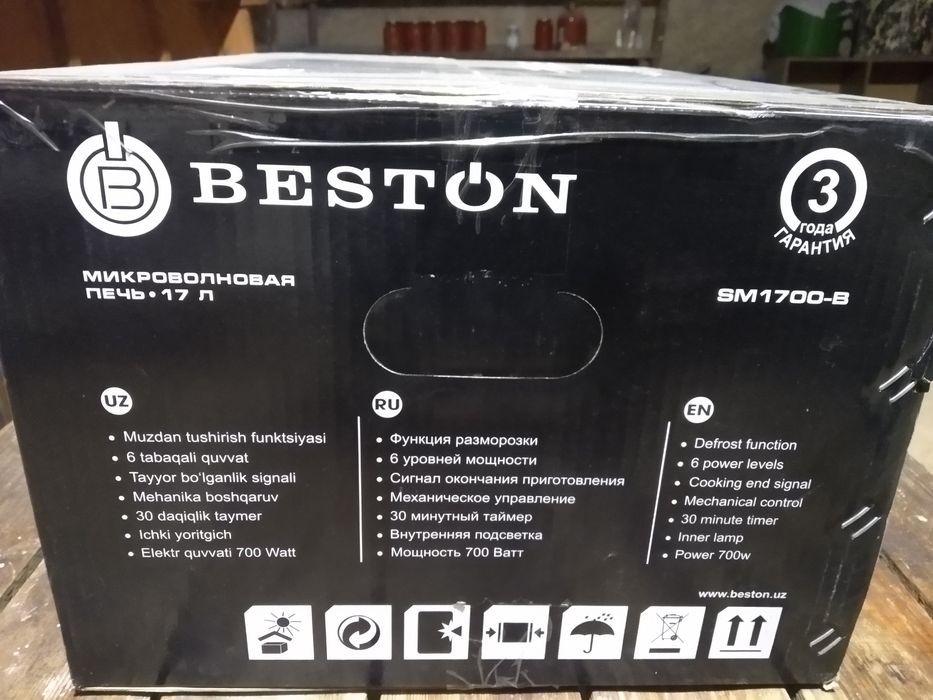 BESTON
3
года
ГАРАНТИЯ
МИКРОВОЛНОВАЯ
ПЕЧЬ • 17 Л
SM1700-B
UZ
• Muzdan tushirish funktsiyasi
• 6 tabaqali quvvat
• Tayyor bo'lganlik signali
• Mehanika boshqaruv
• 30 daqiqlik taymer
• Ichki yoritgich
• Elektr quvvati 700 Watt
RU
• Функция разморозки
• 6 уровней мощности
• Сигнал окончания приготовления
• Механическое управление
• 30 минутный таймер
• Внутренняя подсветка
• Мощность 700 Ватт
EN
• Defrost function
• 6 power levels
• Cooking end signal
• Mechanical control
• 30 minute timer
• Inner lamp
• Power 700w
www.beston.uz